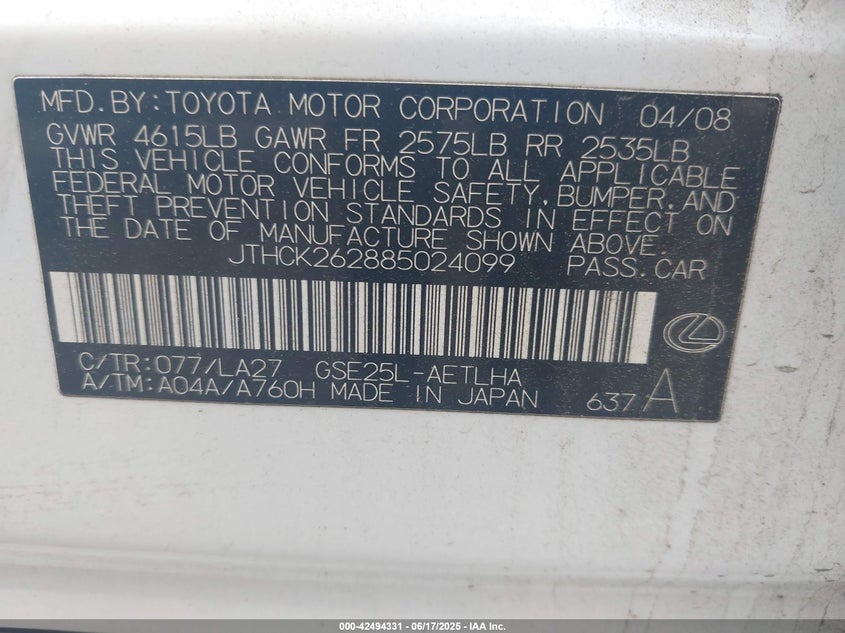 MFD.BY:TOYOTA MOTOR CORPORATION 04/08
GVWR 4615LB GAWR FR 2575LB RR 2535LB
THIS VEHICLE CONFORMS TO ALL APPLICABLE
FEDERAL MOTOR VEHICLE SAFETY,BUMPER,AND
THEFT PREVENTION STANDARDS IN EFFECT ON
THE DATE OF MANUFACTURE SHOWN ABOVE.
JTHCK262885024099 PASS.CAR
C/TR:077/LA27 GSE25L-AETLHA
A/TM:A04A/A760H MADE IN JAPAN 637 A
000-42494331 - 06/17/2025 - IAA Inc.